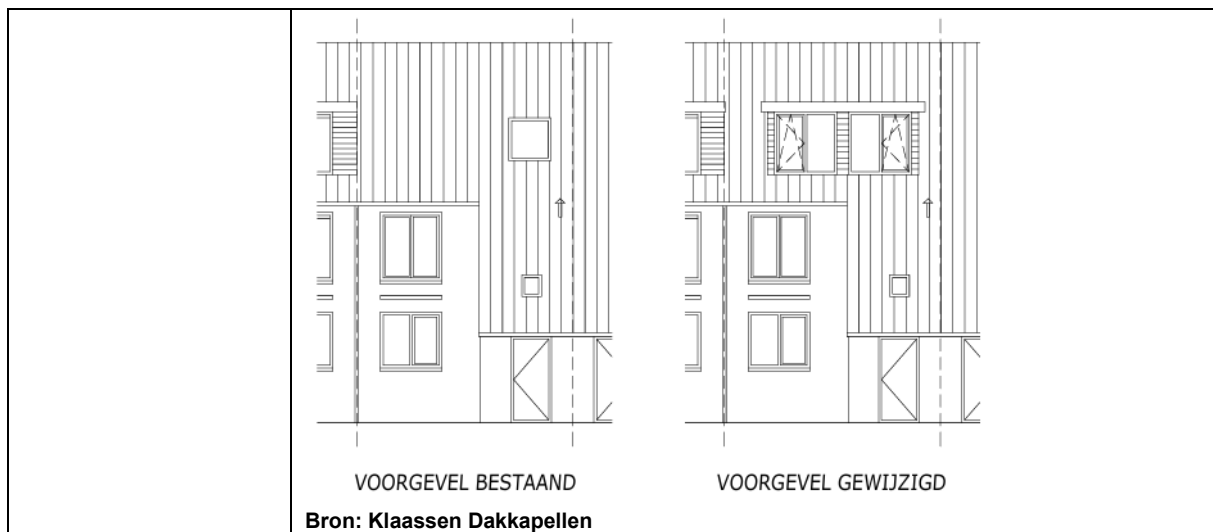 VOORGEVEL BESTAAND
VOORGEVEL GEWIJZIGD
Bron: Klaassen Dakkapellen